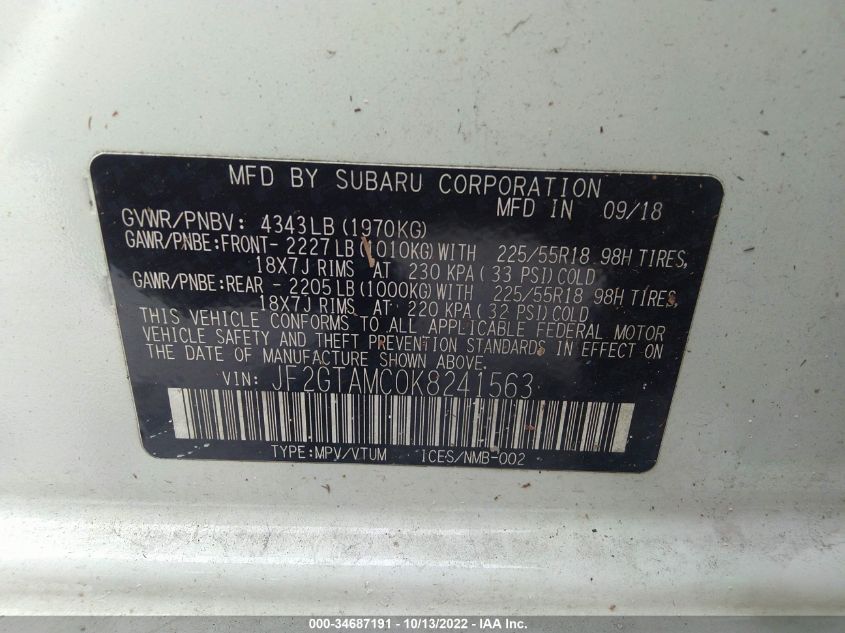 MFD BY SUBARU CORPORATION
MFD IN 09/18
GVWR/PNBV: 4343LB (1970KG)
GAWR/PNBE:FRONT- 2227LB (1010KG)WITH 225/55R18 98H TIRES,
18X7J RIMS AT 230 KPA ( 33 PSI) COLD
GAWR/PNBE:REAR - 2205LB (1000KG)WITH 225/55R18 98H TIRES,
18X7J RIMS AT 220 KPA ( 32 PSI) COLD
THIS VEHICLE CONFORMS TO ALL APPLICABLE FEDERAL MOTOR
VEHICLE SAFETY AND THEFT PREVENTION STANDARDS IN EFFECT ON
THE DATE OF MANUFACTURE SHOWN ABOVE.
VIN: JF2GTAMC0K8241563
TYPE:MPV/VTUM ICES/NMB-002
000-34687191 - 10/13/2022 - IAA Inc.